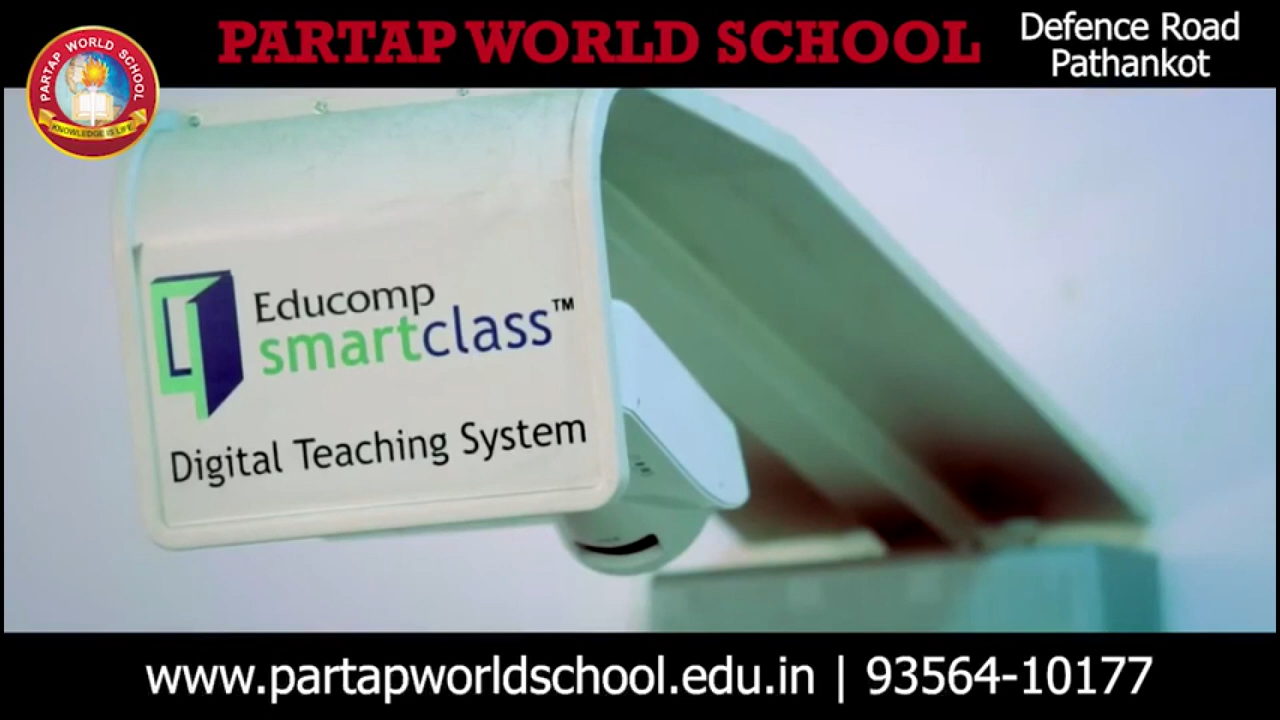 PARTAP WORLD SCHOOL
Defence Road
Pathankot
PARTAP WORLD SCHOOL
KNOWLEDGE IS LIFE
Educomp
smartclass™
Digital Teaching System
www.partapworldschool.edu.in | 93564-10177